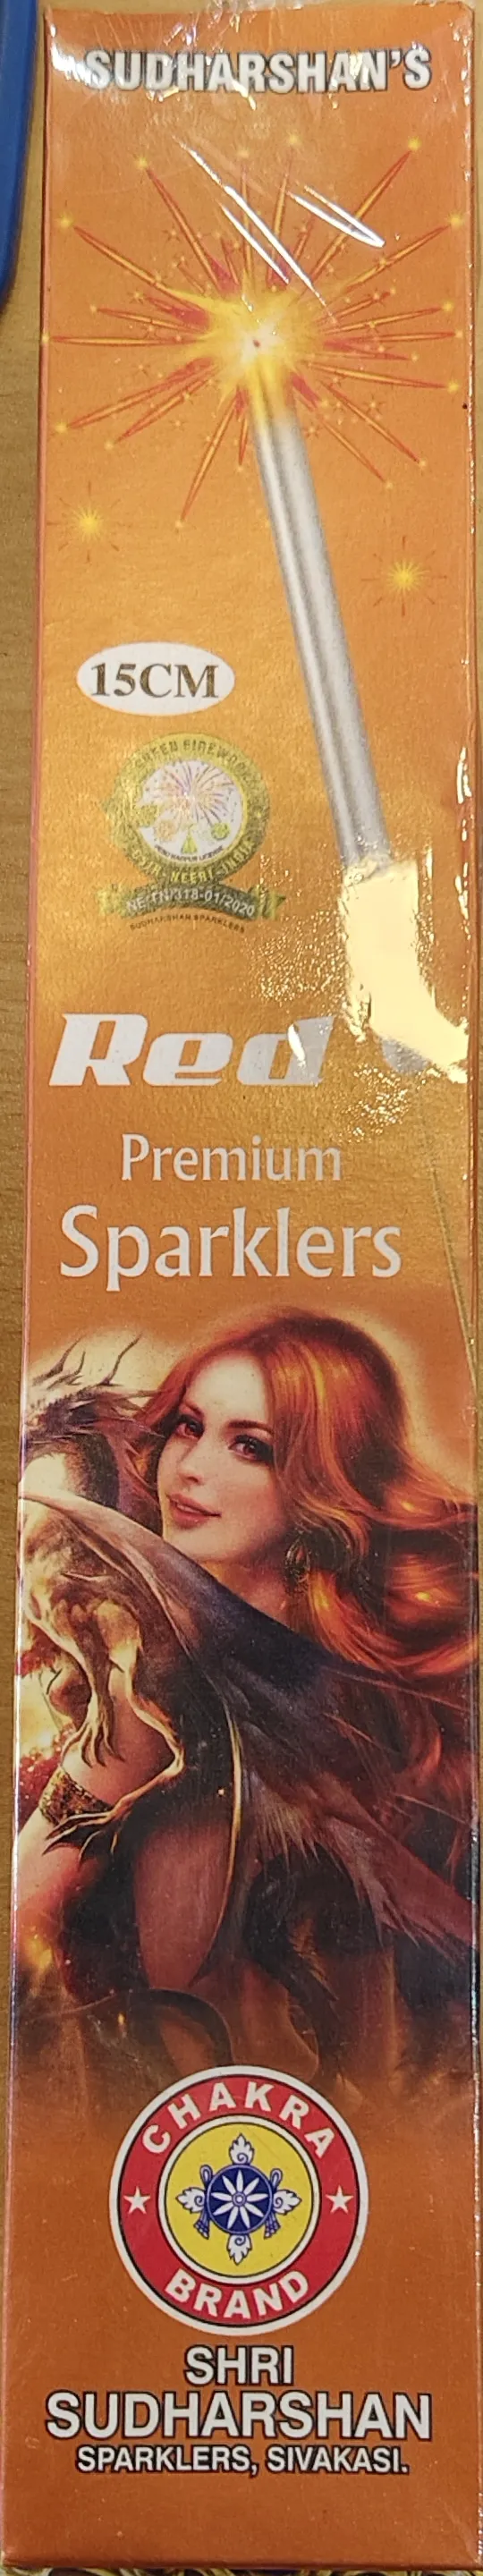 SUDHARSHAN'S
15CM
GREEN FIREWORKS
CSIR-NEERI-INDIA
NE-TN/318-01/2020
SUDHARSHAN SPARKLERS
Red
Premium
Sparklers
CHAKRA
BRAND
SHRI
SUDHARSHAN
SPARKLERS, SIVAKASI.